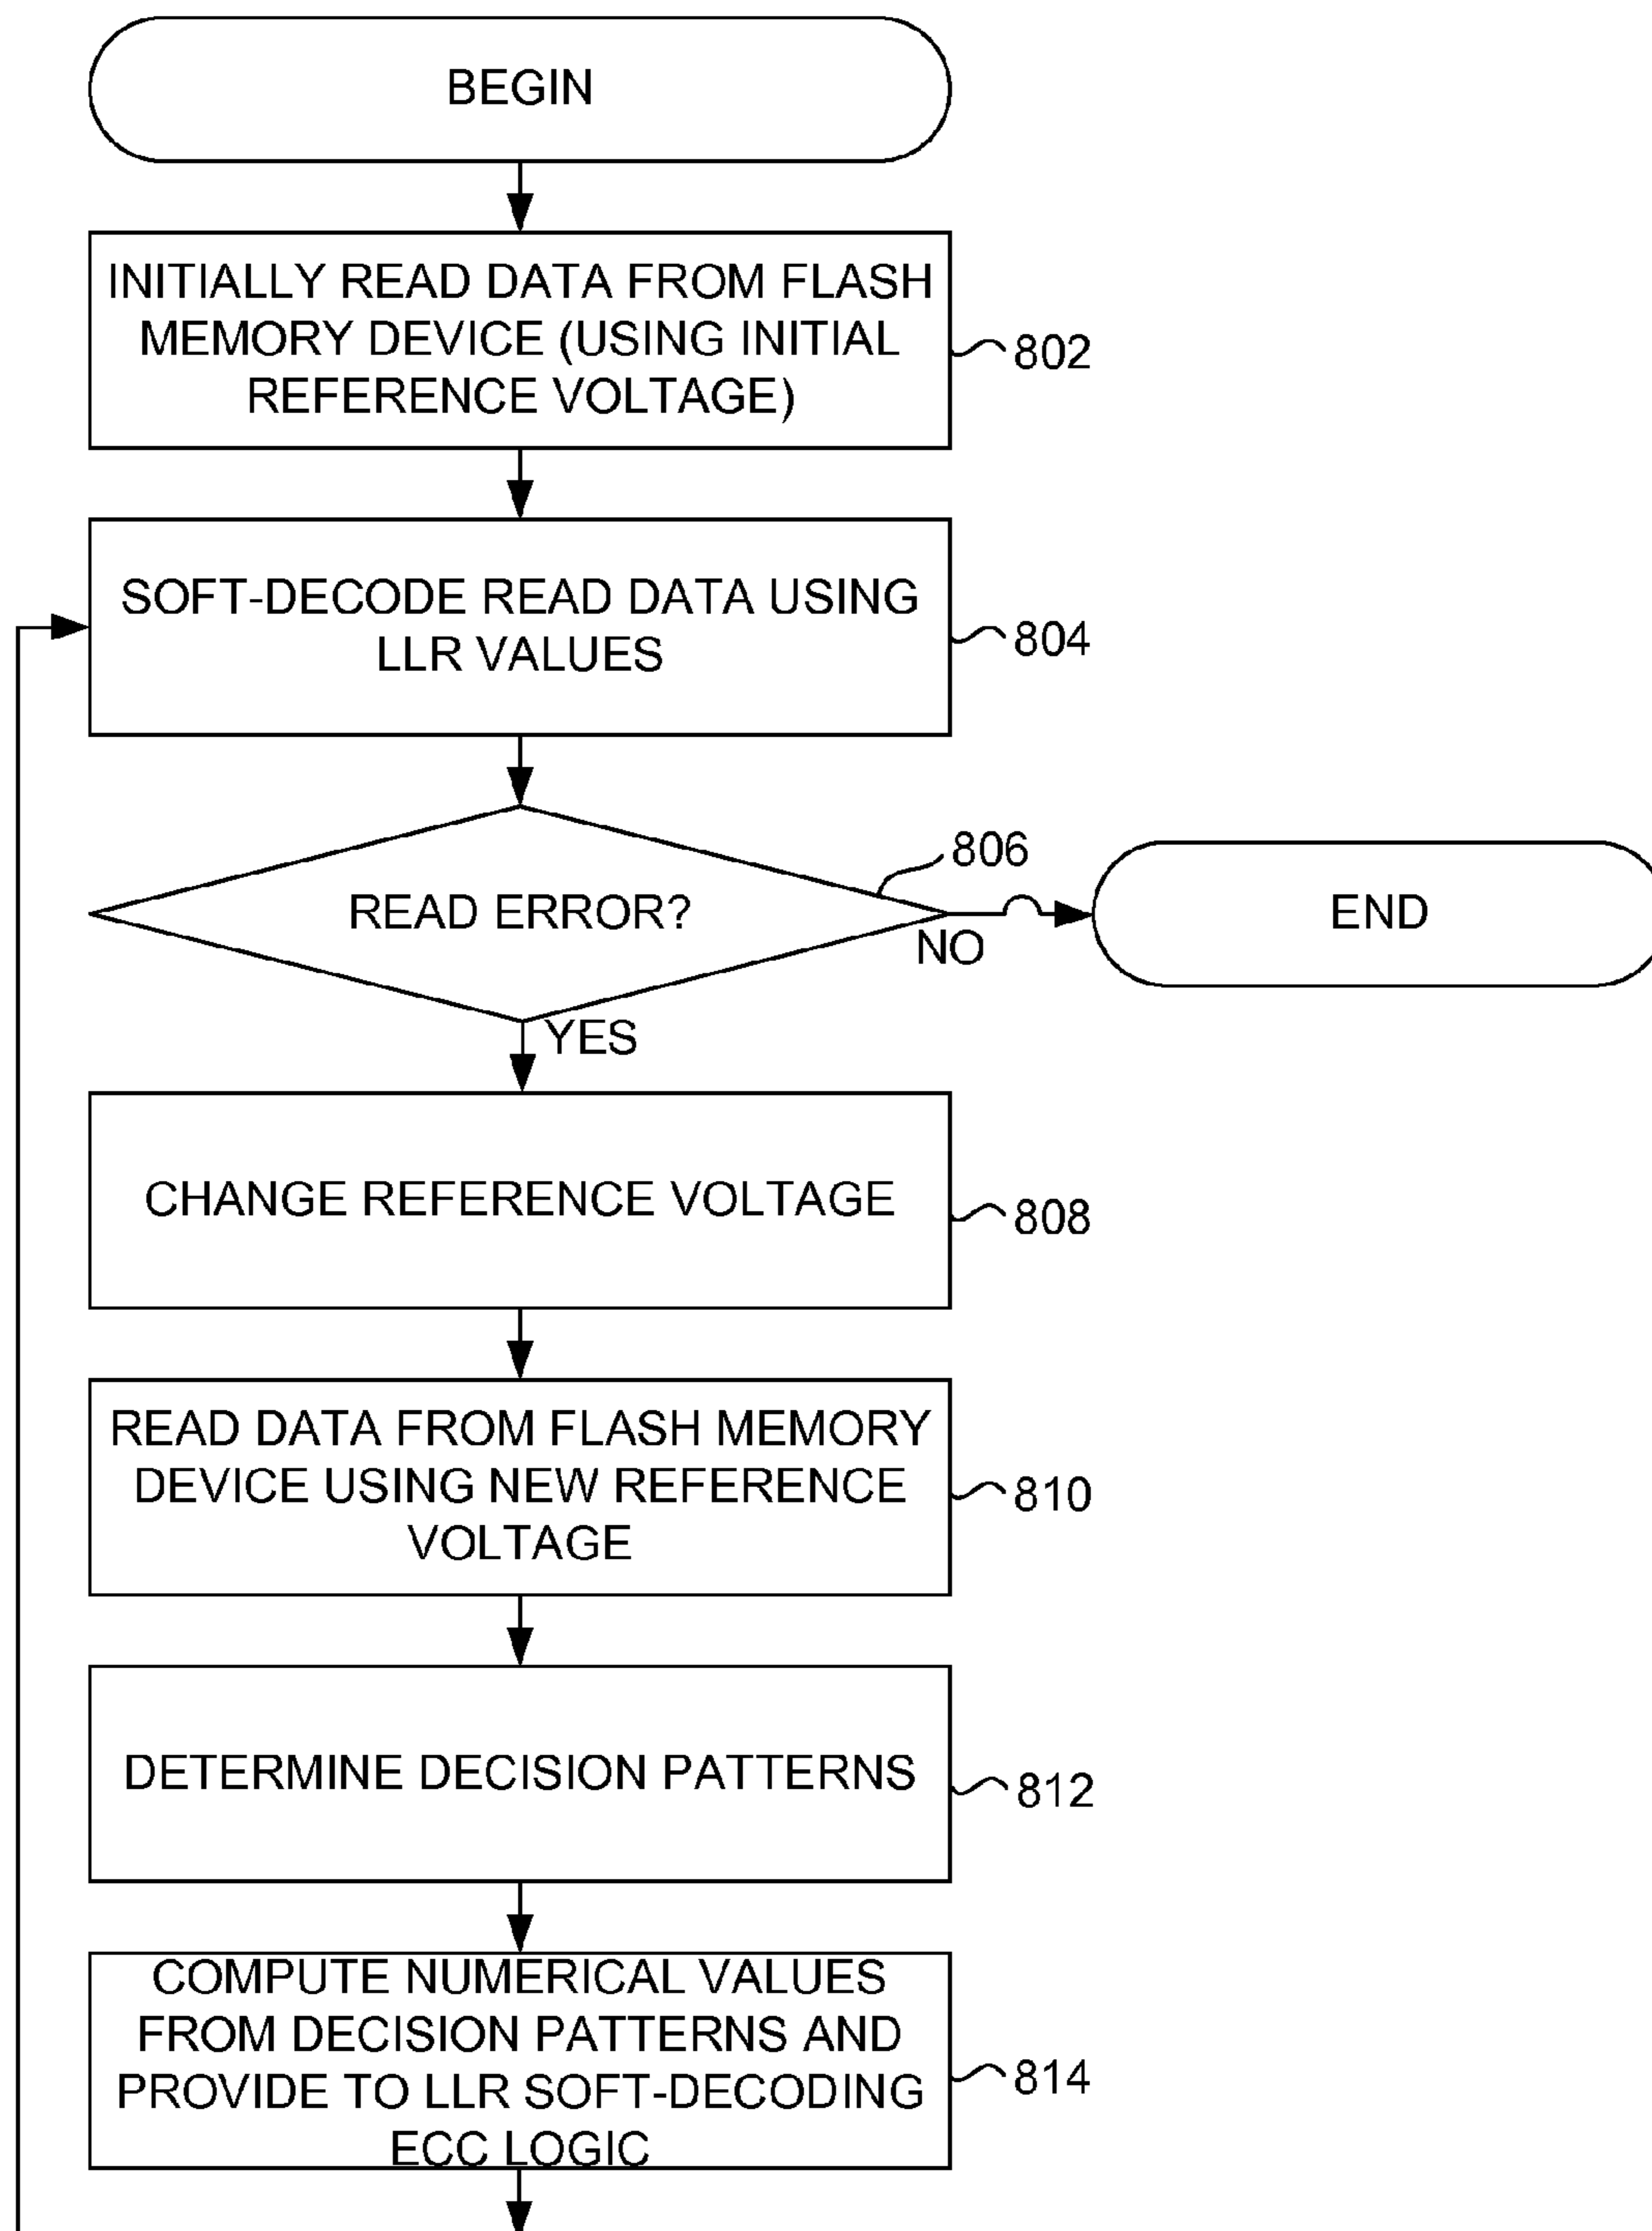 BEGIN
INITIALLY READ DATA FROM FLASH
MEMORY DEVICE (USING INITIAL
REFERENCE VOLTAGE)
802
SOFT-DECODE READ DATA USING
LLR VALUES
804
806
READ ERROR?
NO
END
YES
CHANGE REFERENCE VOLTAGE
808
READ DATA FROM FLASH MEMORY
DEVICE USING NEW REFERENCE
VOLTAGE
810
DETERMINE DECISION PATTERNS
812
COMPUTE NUMERICAL VALUES
FROM DECISION PATTERNS AND
PROVIDE TO LLR SOFT-DECODING
ECC LOGIC
814